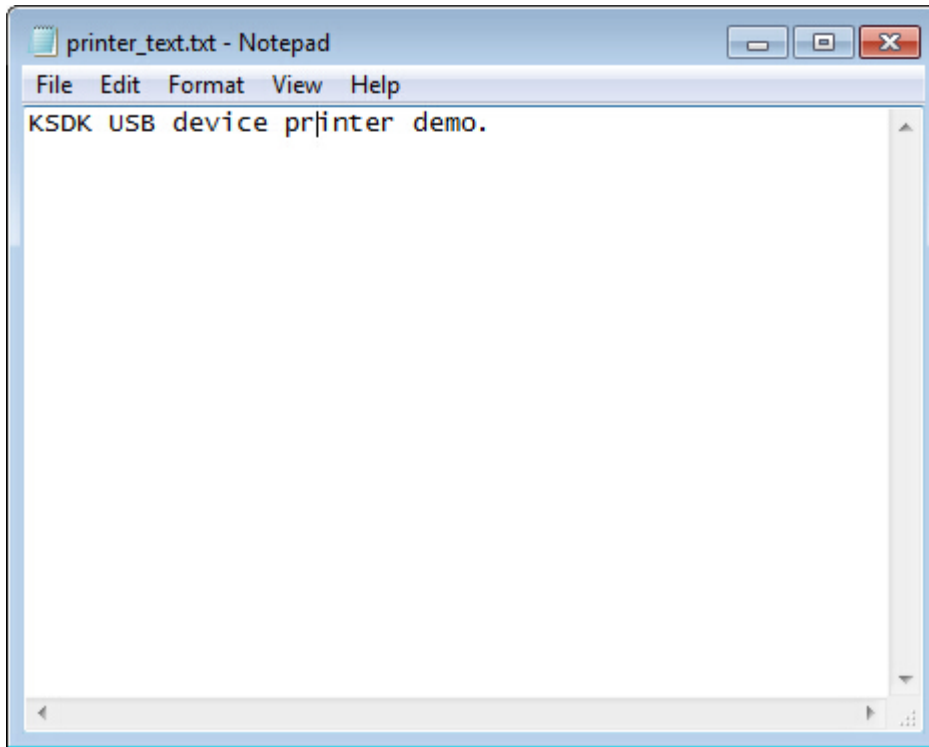 printer_text.txt - Notepad
File Edit Format View Help
KSDK USB device printer demo.